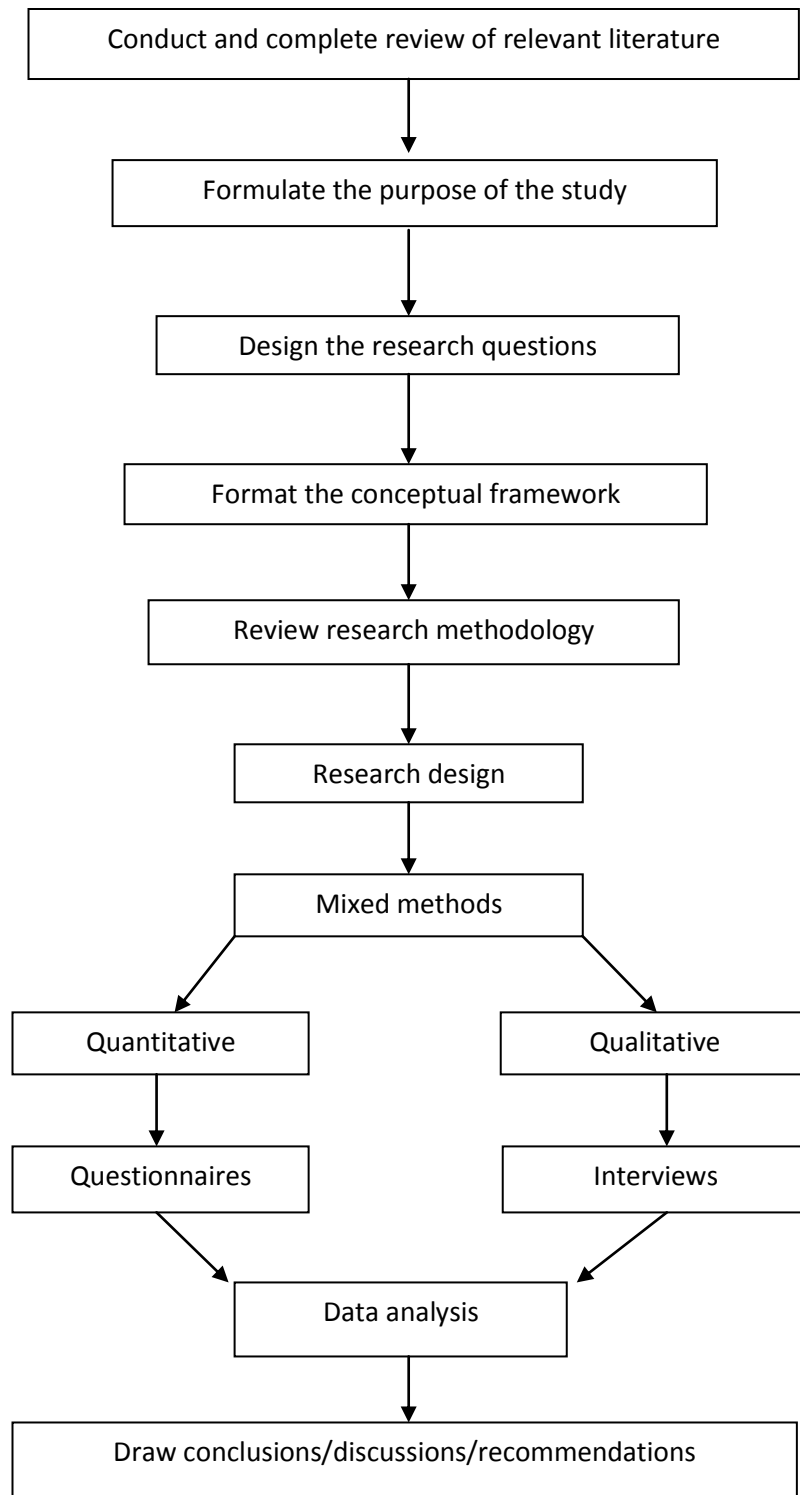 Conduct and complete review of relevant literature
Formulate the purpose of the study
Design the research questions
Format the conceptual framework
Review research methodology
Research design
Mixed methods
Quantitative
Qualitative
Questionnaires
Interviews
Data analysis
Draw conclusions/discussions/recommendations